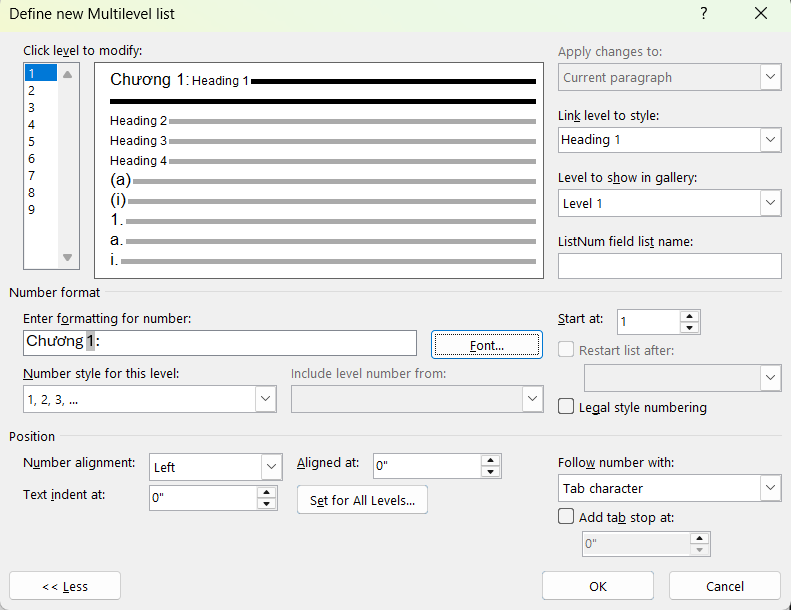 Define new Multilevel list
?
Click level to modify:
1
2
3
4
5
6
7
8
9
Chương 1: Heading 1
Heading 2
Heading 3
Heading 4
(a)
(i)
1.
a.
i.
Apply changes to:
Current paragraph
Link level to style:
Heading 1
Level to show in gallery:
Level 1
ListNum field list name:
Number format
Enter formatting for number:
Chương 1:
Font...
Start at:
1
Restart list after:
Number style for this level:
1, 2, 3, ...
Include level number from:
Legal style numbering
Position
Number alignment:
Left
Aligned at:
0"
Text indent at:
0"
Set for All Levels...
Follow number with:
Tab character
Add tab stop at:
0"
<< Less
OK
Cancel